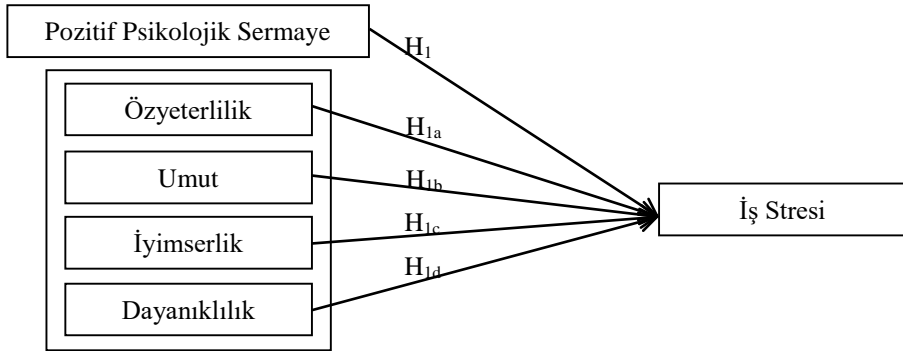 Pozitif Psikolojik Sermaye
H1
Özyeterlilik
H1a
Umut
H1b
İyimserlik
H1c
Dayanıklılık
H1d
İş Stresi